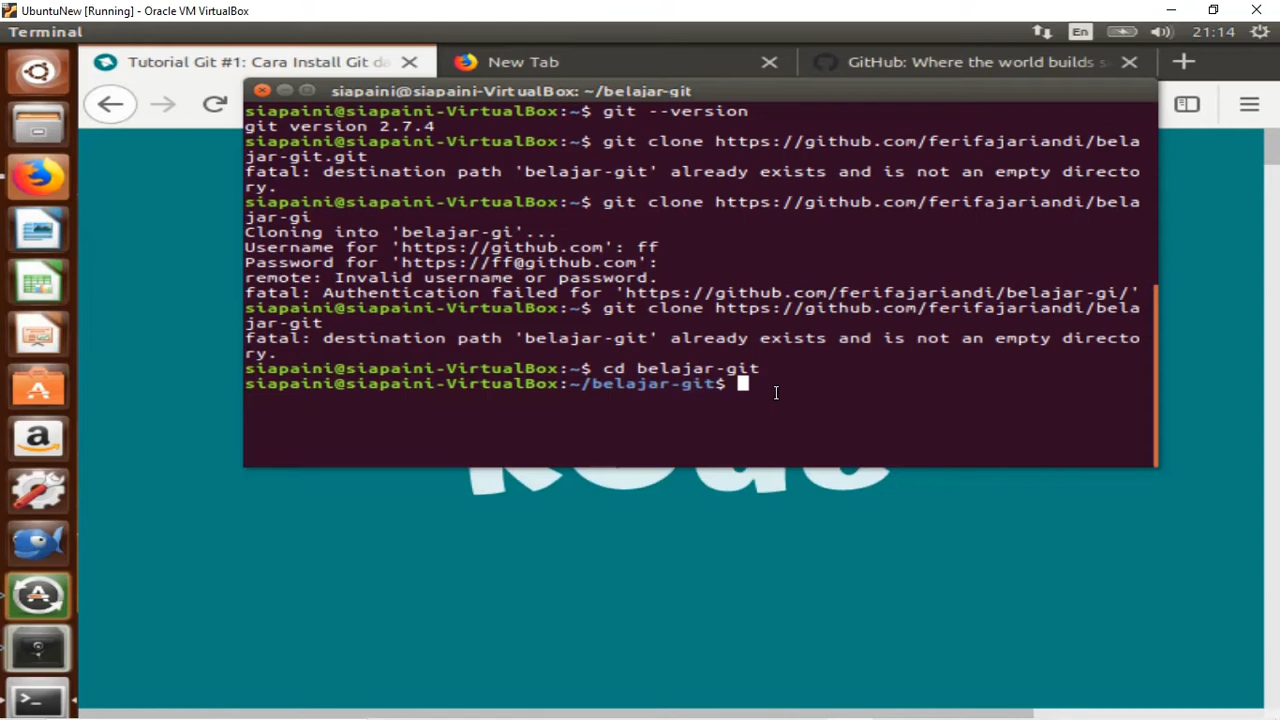 UbuntuNew [Running] - Oracle VM VirtualBox
Terminal
En
21:14
Tutorial Git #1: Cara Install Git da
New Tab
GitHub: Where the world builds s
siapaini@siapaini-VirtualBox: ~/belajar-git
siapaini@siapaini-VirtualBox:~$ git --version
git version 2.7.4
siapaini@siapaini-VirtualBox:~$ git clone https://github.com/ferifajariandi/bela
jar-git.git
fatal: destination path 'belajar-git' already exists and is not an empty directo
ry.
siapaini@siapaini-VirtualBox:~$ git clone https://github.com/ferifajariandi/bela
jar-gi
Cloning into 'belajar-gi'...
Username for 'https://github.com': ff
Password for 'https://ff@github.com':
remote: Invalid username or password.
fatal: Authentication failed for 'https://github.com/ferifajariandi/belajar-gi/'
siapaini@siapaini-VirtualBox:~$ git clone https://github.com/ferifajariandi/bela
jar-git
fatal: destination path 'belajar-git' already exists and is not an empty directo
ry.
siapaini@siapaini-VirtualBox:~$ cd belajar-git
siapaini@siapaini-VirtualBox:~/belajar-git$